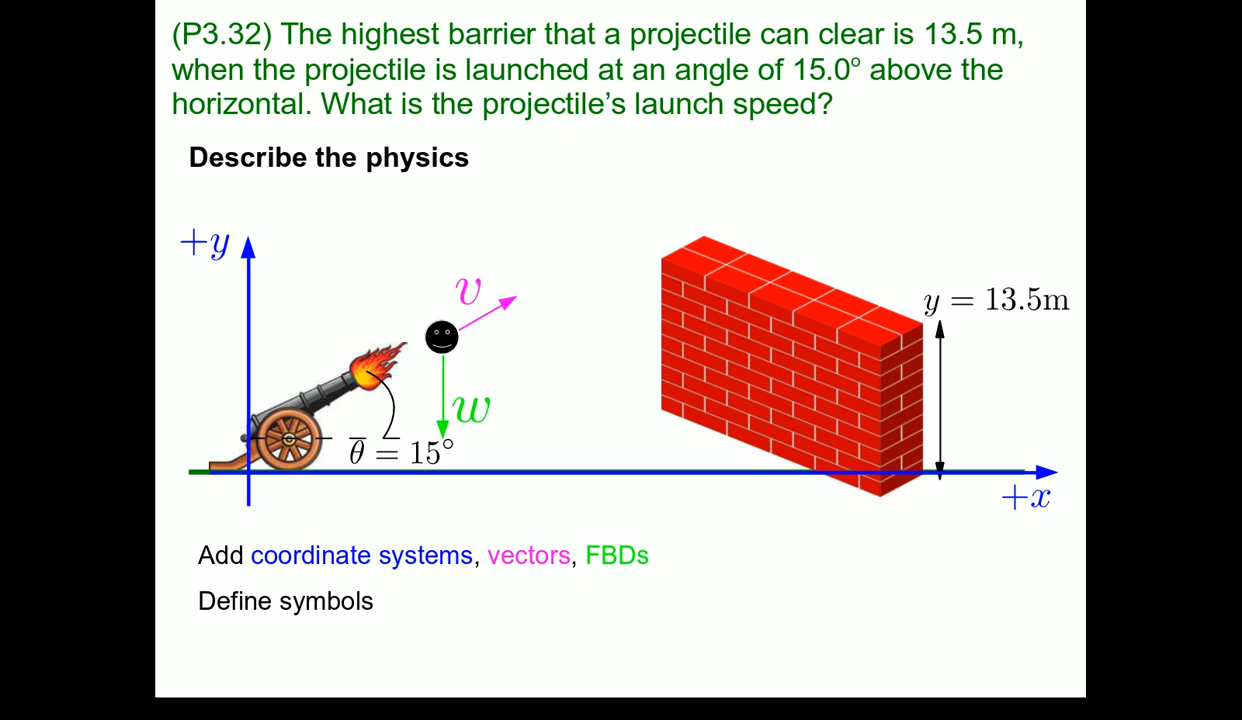 (P3.32) The highest barrier that a projectile can clear is 13.5 m,
when the projectile is launched at an angle of 15.0º above the
horizontal. What is the projectile’s launch speed?
Describe the physics
+y
v
y = 13.5m
w
θ = 15°
+x
Add coordinate systems, vectors, FBDs
Define symbols